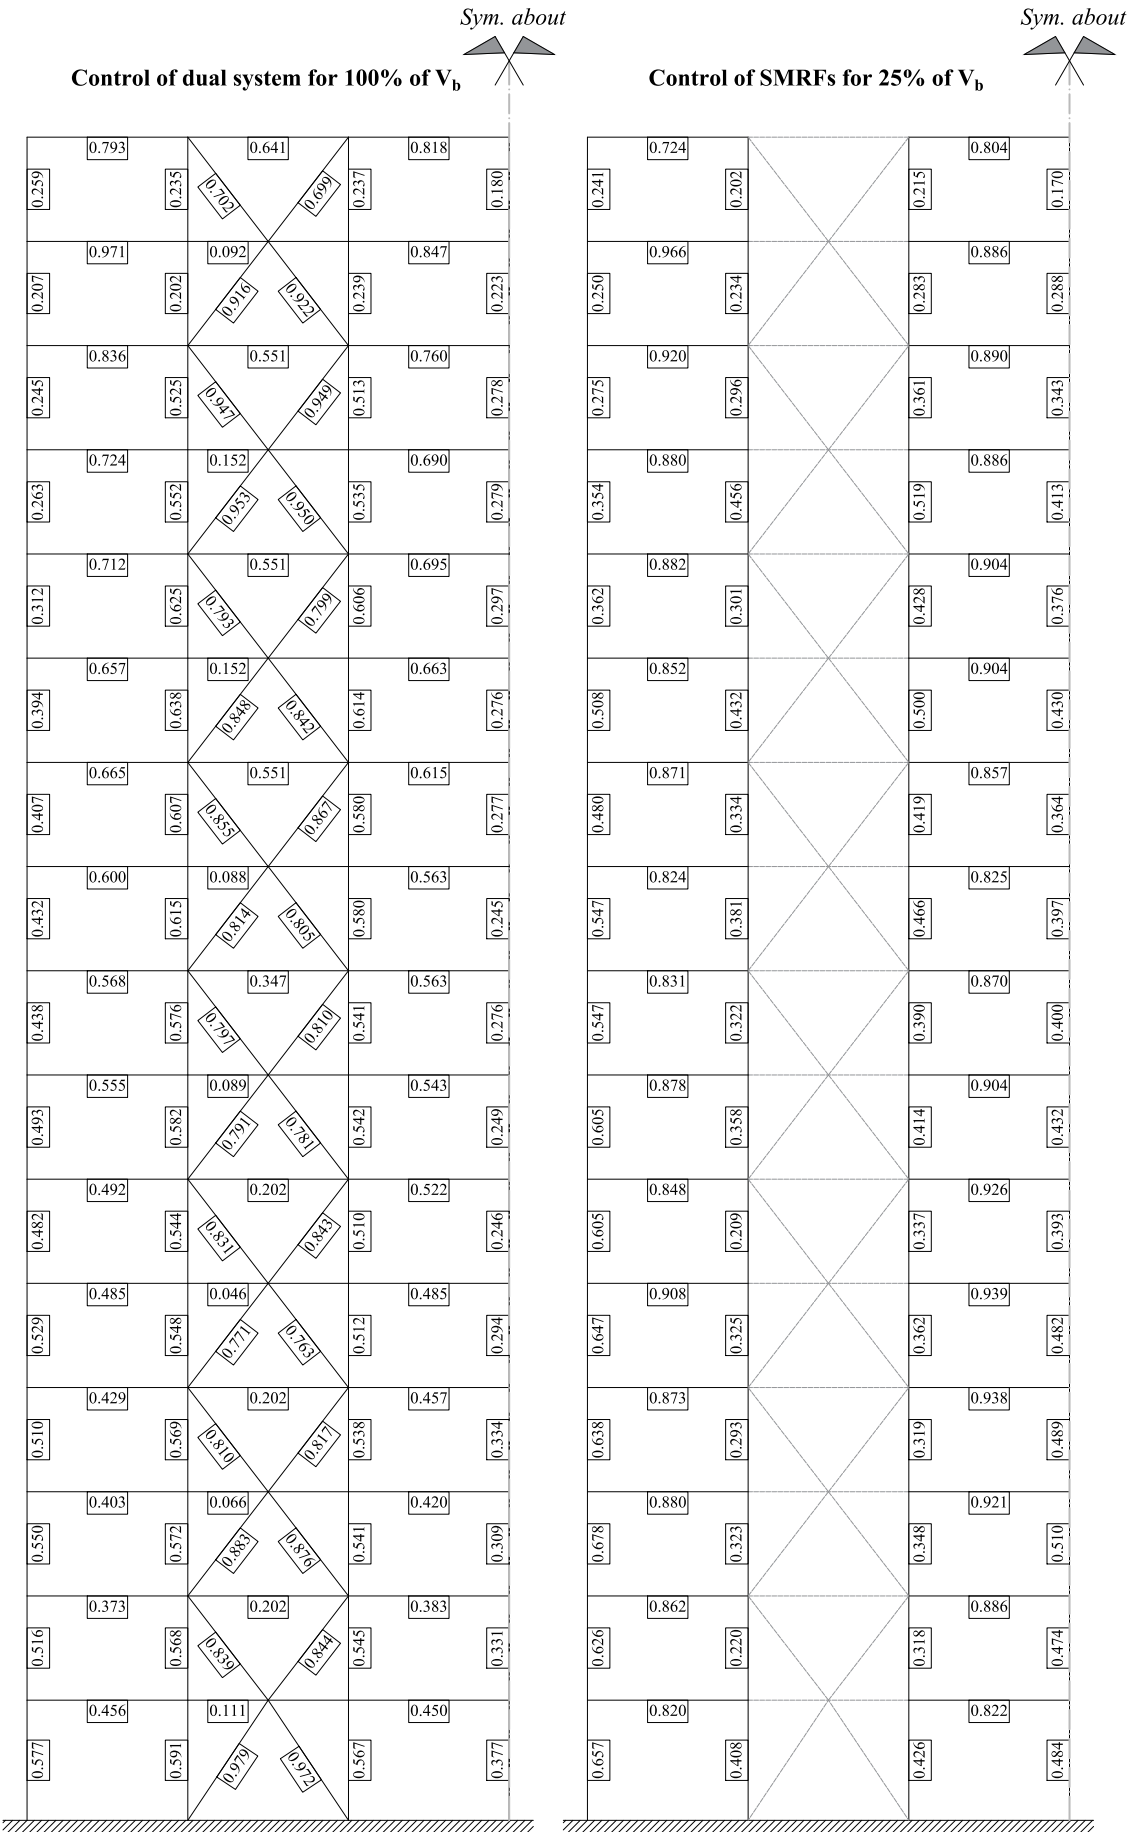 Sym. about Sym. about
Control of dual system for 100% of Vb Control of SMRFs for 25% of Vb
0.793 0.641 0.818 0.724 0.804
0.259 0.235 0.702 0.699 0.237 0.180 0.241 0.202 0.215 0.170
0.971 0.092 0.847 0.966 0.886
0.207 0.202 0.916 0.922 0.239 0.223 0.250 0.234 0.283 0.288
0.836 0.551 0.760 0.920 0.890
0.245 0.525 0.947 0.949 0.513 0.278 0.275 0.296 0.361 0.343
0.724 0.152 0.690 0.880 0.886
0.263 0.552 0.953 0.950 0.535 0.279 0.354 0.456 0.519 0.413
0.712 0.551 0.695 0.882 0.904
0.312 0.625 0.793 0.799 0.606 0.297 0.362 0.301 0.428 0.376
0.657 0.152 0.663 0.852 0.904
0.394 0.638 0.848 0.842 0.614 0.276 0.508 0.432 0.500 0.430
0.665 0.551 0.615 0.871 0.857
0.407 0.607 0.855 0.867 0.580 0.277 0.480 0.334 0.419 0.364
0.600 0.088 0.563 0.824 0.825
0.432 0.615 0.814 0.805 0.580 0.245 0.547 0.381 0.466 0.397
0.568 0.347 0.563 0.831 0.870
0.438 0.576 0.797 0.810 0.541 0.276 0.547 0.322 0.390 0.400
0.555 0.089 0.543 0.878 0.904
0.493 0.582 0.791 0.781 0.542 0.249 0.605 0.358 0.414 0.432
0.492 0.202 0.522 0.848 0.926
0.482 0.544 0.831 0.843 0.510 0.246 0.605 0.209 0.337 0.393
0.485 0.046 0.485 0.908 0.939
0.529 0.548 0.771 0.763 0.512 0.294 0.647 0.325 0.362 0.482
0.429 0.202 0.457 0.873 0.938
0.510 0.569 0.810 0.817 0.538 0.334 0.638 0.293 0.319 0.489
0.403 0.066 0.420 0.880 0.921
0.550 0.572 0.883 0.876 0.541 0.309 0.678 0.323 0.348 0.510
0.373 0.202 0.383 0.862 0.886
0.516 0.568 0.839 0.844 0.545 0.331 0.626 0.220 0.318 0.474
0.456 0.111 0.450 0.820 0.822
0.577 0.591 0.979 0.972 0.567 0.377 0.657 0.408 0.426 0.484